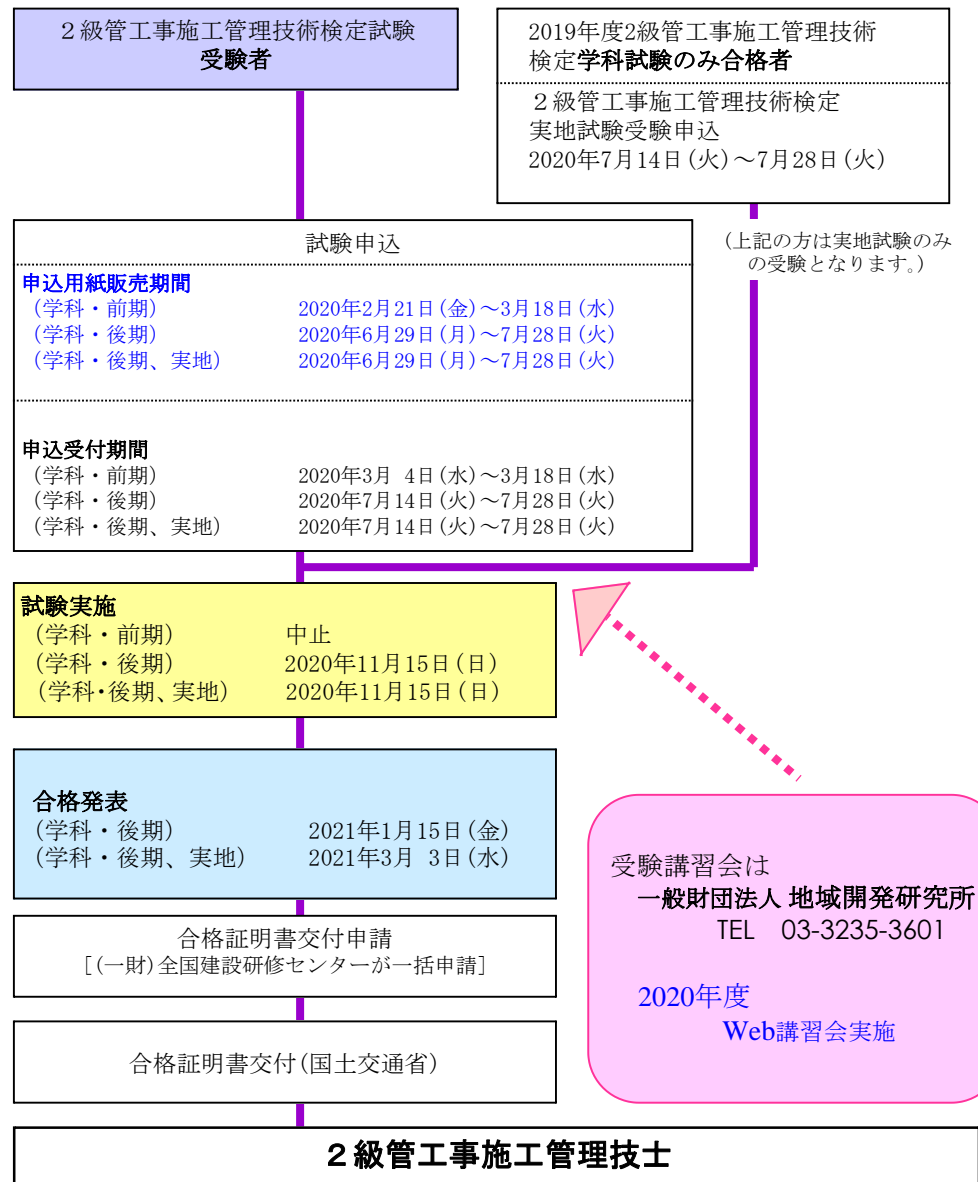 ２級管工事施工管理技術検定試験
受験者
2019年度2級管工事施工管理技術
検定学科試験のみ合格者
２級管工事施工管理技術検定
実地試験受験申込
2020年7月14日(火)～7月28日(火)
(上記の方は実地試験のみ
の受験となります。)
試験申込
申込用紙販売期間
(学科・前期) 2020年2月21日(金)～3月18日(水)
(学科・後期) 2020年6月29日(月)～7月28日(火)
(学科・後期、実地) 2020年6月29日(月)～7月28日(火)
申込受付期間
(学科・前期) 2020年3月 4日(水)～3月18日(水)
(学科・後期) 2020年7月14日(火)～7月28日(火)
(学科・後期、実地) 2020年7月14日(火)～7月28日(火)
試験実施
(学科・前期) 中止
(学科・後期) 2020年11月15日(日)
(学科・後期、実地) 2020年11月15日(日)
合格発表
(学科・後期) 2021年1月15日(金)
(学科・後期、実地) 2021年3月 3日(水)
受験講習会は
一般財団法人 地域開発研究所
TEL 03-3235-3601
2020年度
Web講習会実施
合格証明書交付申請
[(一財)全国建設研修センターが一括申請]
合格証明書交付(国土交通省)
２級管工事施工管理技士